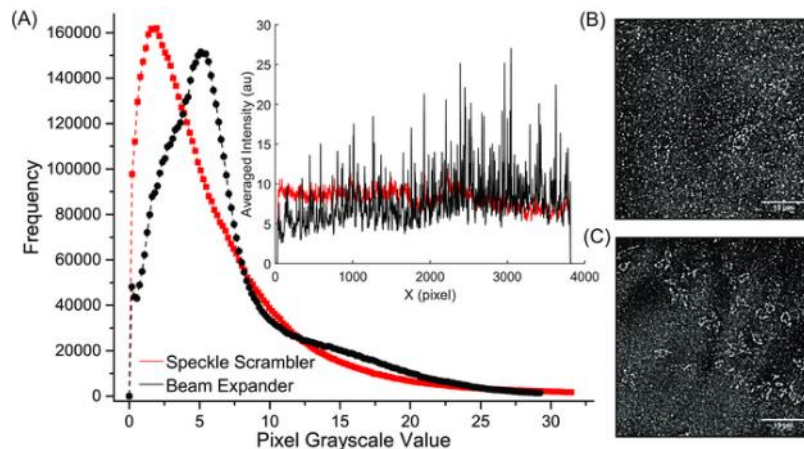 (A)
160000
140000
120000
100000
80000
60000
40000
20000
0
Frequency
0 5 10 15 20 25 30
Pixel Grayscale Value
Speckle Scrambler
Beam Expander
30
25
20
15
10
5
0
Averaged Intensity (au)
0 1000 2000 3000 4000
X (pixel)
(B)
(C)